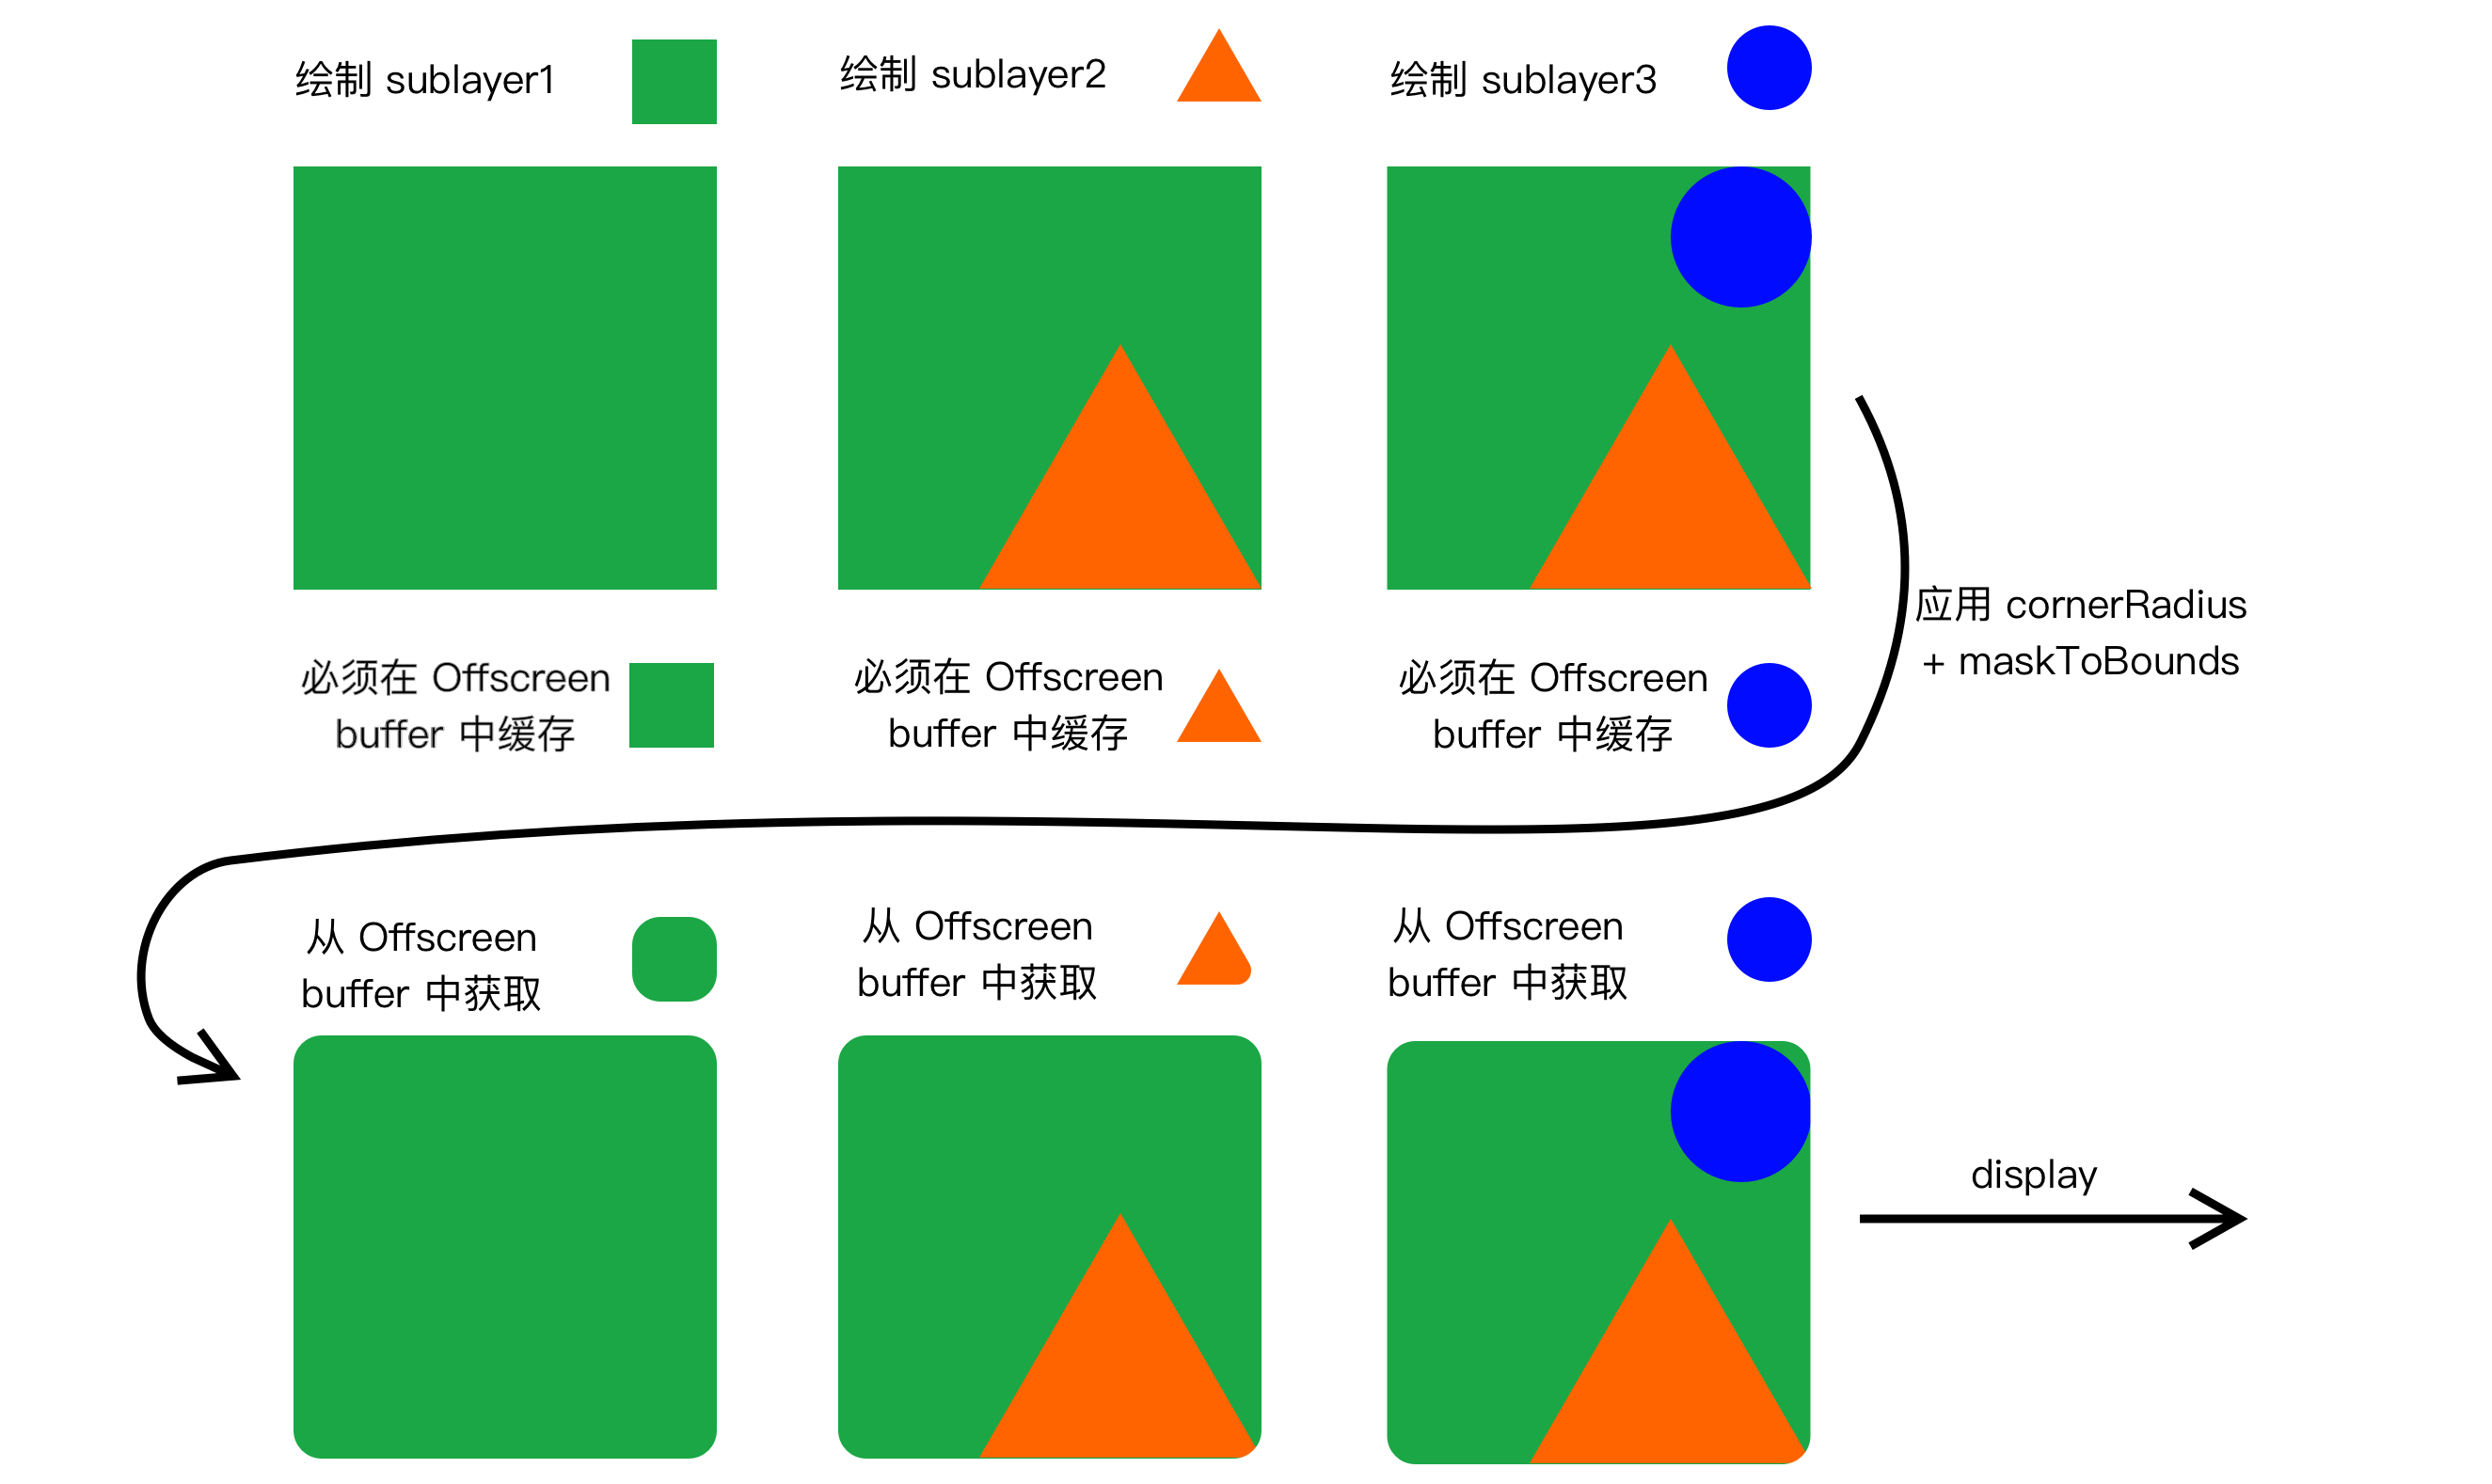 绘制 sublayer1
绘制 sublayer2
绘制 sublayer3
必须在 Offscreen
buffer 中缓存
必须在 Offscreen
buffer 中缓存
必须在 Offscreen
buffer 中缓存
应用 cornerRadius
+ maskToBounds
从 Offscreen
buffer 中获取
从 Offscreen
buffer 中获取
从 Offscreen
buffer 中获取
display